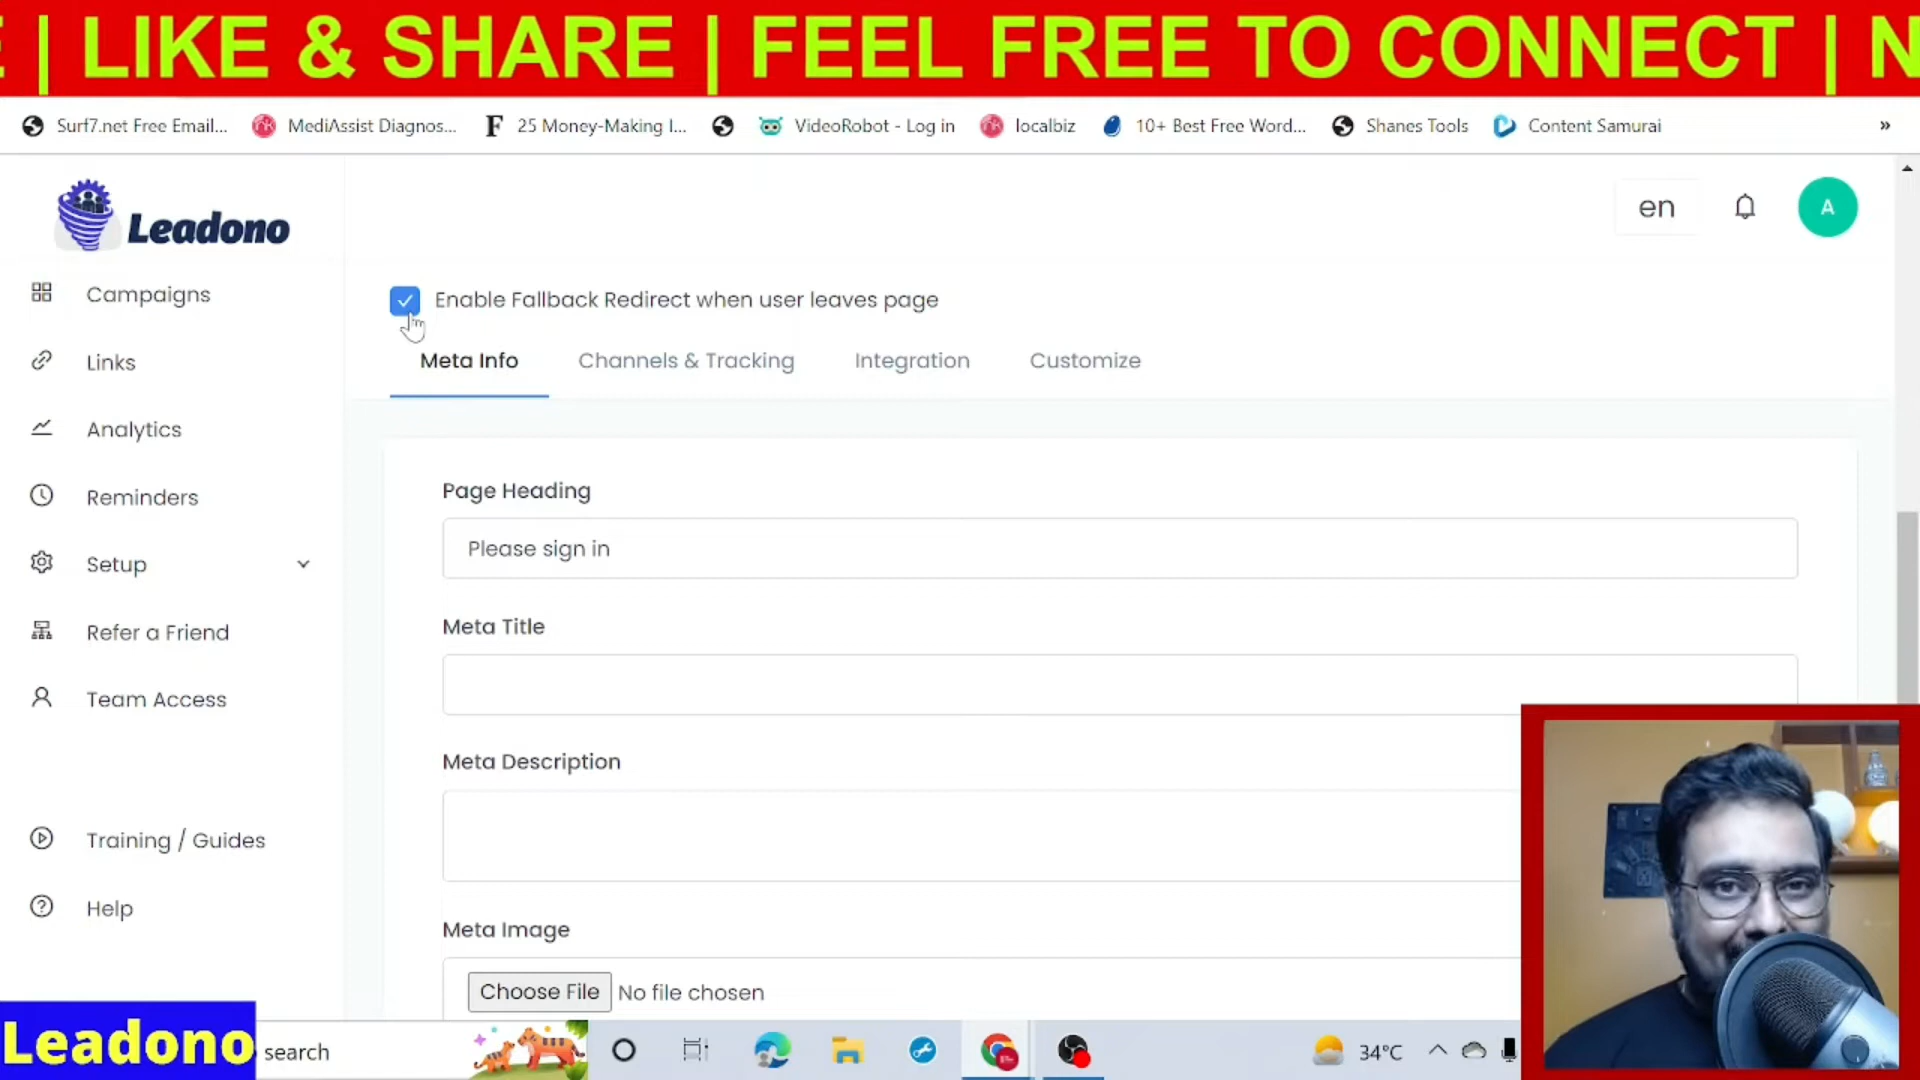 | LIKE & SHARE | FEEL FREE TO CONNECT | N
Surf7.net Free Email... MediAssist Diagnos... 25 Money-Making I... VideoRobot - Log in localbiz 10+ Best Free Word... Shanes Tools Content Samurai »
Leadono
en
A
Campaigns
Links
Analytics
Reminders
Setup
Refer a Friend
Team Access
Training / Guides
Help
Enable Fallback Redirect when user leaves page
Meta Info Channels & Tracking Integration Customize
Page Heading
Please sign in
Meta Title
Meta Description
Meta Image
Choose File No file chosen
Leadono
search
34°C